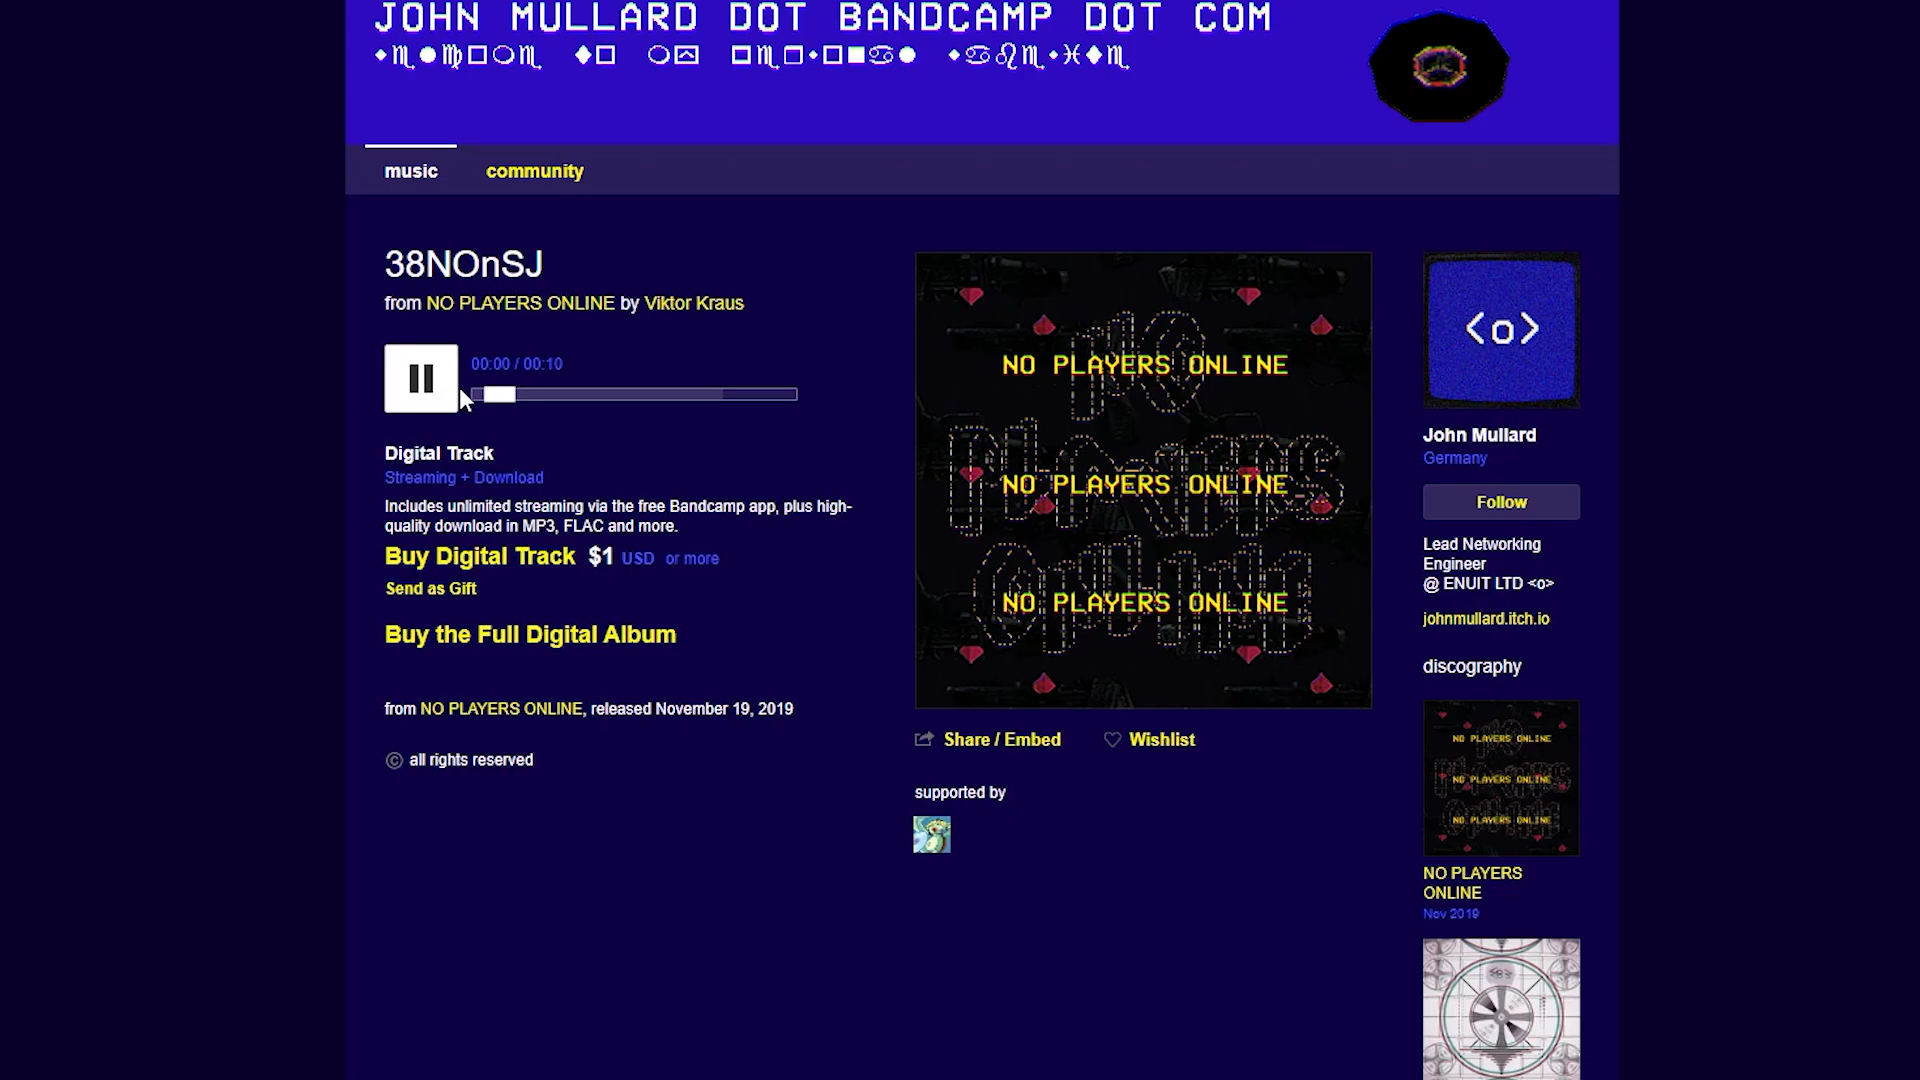 JOHN MULLARD DOT BANDCAMP DOT COM
⬥♏●♍□❍♏ ⧫□ ❍⍓ □♏❒⬥□■♋● ⬥♋♌♏⬥♓⧫♏
music
community
38NOnSJ
from NO PLAYERS ONLINE by Viktor Kraus
00:00 / 00:10
Digital Track
Streaming + Download
Includes unlimited streaming via the free Bandcamp app, plus high-
quality download in MP3, FLAC and more.
Buy Digital Track $1 USD or more
Send as Gift
Buy the Full Digital Album
from NO PLAYERS ONLINE, released November 19, 2019
© all rights reserved
No
NO PLAYERS ONLINE
Players
NO PLAYERS ONLINE
Online
NO PLAYERS ONLINE
Share / Embed
Wishlist
supported by
<o>
John Mullard
Germany
Follow
Lead Networking
Engineer
@ ENUIT LTD <o>
johnmullard.itch.io
discography
NO PLAYERS ONLINE
NO PLAYERS ONLINE
NO PLAYERS ONLINE
NO PLAYERS
ONLINE
Nov 2019